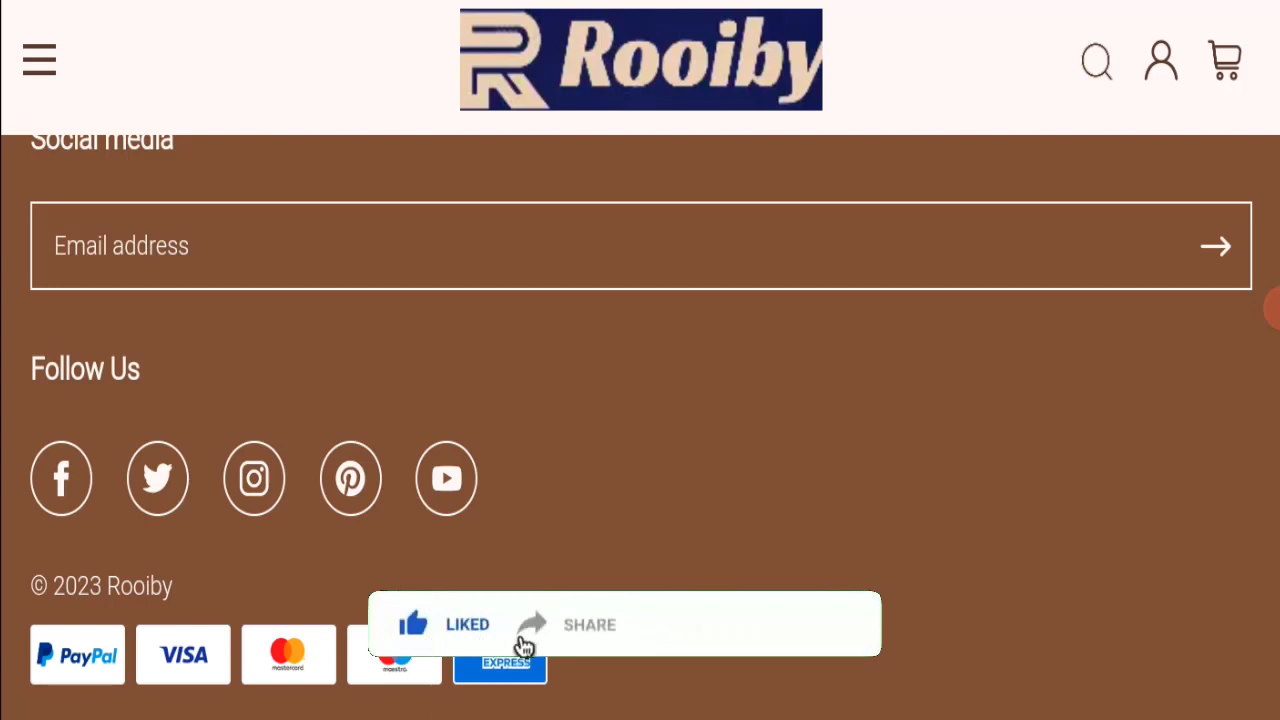 Rooiby
Social media
Email address
Follow Us
© 2023 Rooiby
LIKED SHARE
PayPal VISA mastercard maestro EXPRESS